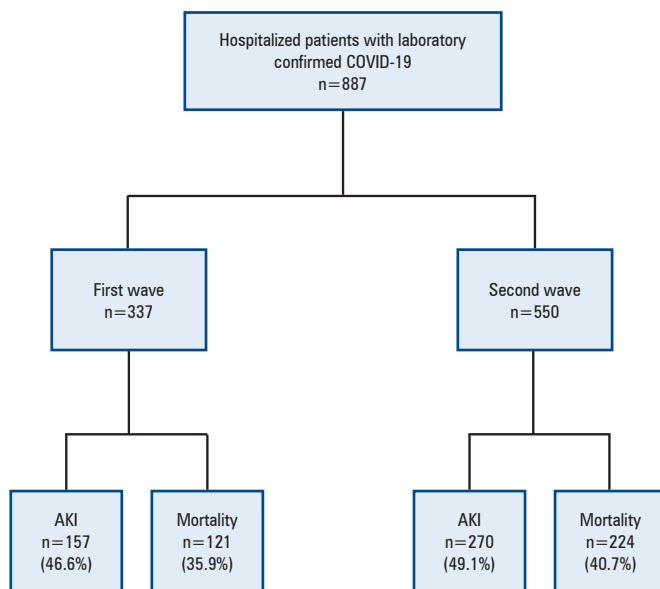 Hospitalized patients with laboratory
confirmed COVID-19
n=887
First wave
n=337
Second wave
n=550
AKI
n=157
(46.6%)
Mortality
n=121
(35.9%)
AKI
n=270
(49.1%)
Mortality
n=224
(40.7%)